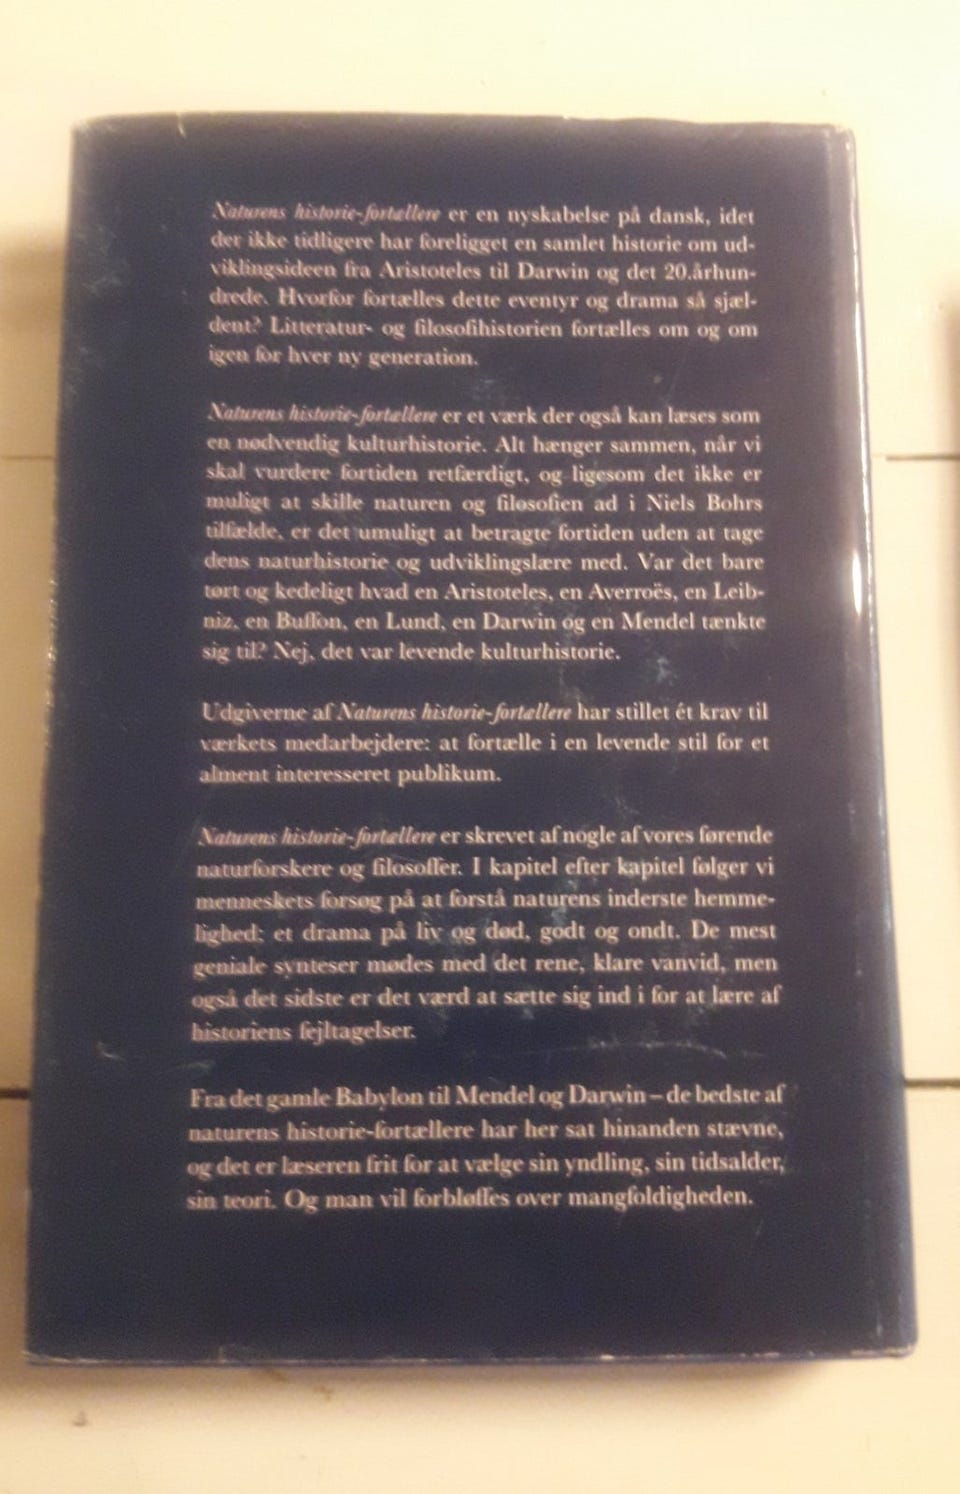 Naturens historie-fortællere er en nyskabelse på dansk, idet
der ikke tidligere har foreligget en samlet historie om ud-
viklingsideen fra Aristoteles til Darwin og det 20.århun-
drede. Hvorfor fortælles dette eventyr og drama så sjæl-
dent? Litteratur- og filosofihistorien fortælles om og om
igen for hver ny generation.
Naturens historie-fortællere er et værk der også kan læses som
en nødvendig kulturhistorie. Alt hænger sammen, når vi
skal vurdere fortiden retfærdigt, og ligesom det ikke er
muligt at skille naturen og filosofien ad i Niels Bohrs
tilfælde, er det umuligt at betragte fortiden uden at tage
dens naturhistorie og udviklingslære med. Var det bare
tørt og kedeligt hvad en Aristoteles, en Averroës, en Leib-
niz, en Buffon, en Lund, en Darwin og en Mendel tænkte
sig til? Nej, det var levende kulturhistorie.
Udgiverne af Naturens historie-fortællere har stillet ét krav til
værkets medarbejdere: at fortælle i en levende stil for et
alment interesseret publikum.
Naturens historie-fortællere er skrevet af nogle af vores førende
naturforskere og filosoffer. I kapitel efter kapitel følger vi
menneskets forsøg på at forstå naturens inderste hemme-
lighed: et drama på liv og død, godt og ondt. De mest
geniale synteser mødes med det rene, klare vanvid, men
også det sidste er det værd at sætte sig ind i for at lære af
historiens fejltagelser.
Fra det gamle Babylon til Mendel og Darwin – de bedste af
naturens historie-fortællere har her sat hinanden stævne,
og det er læseren frit for at vælge sin yndling, sin tidsalder,
sin teori. Og man vil forbløffes over mangfoldigheden.